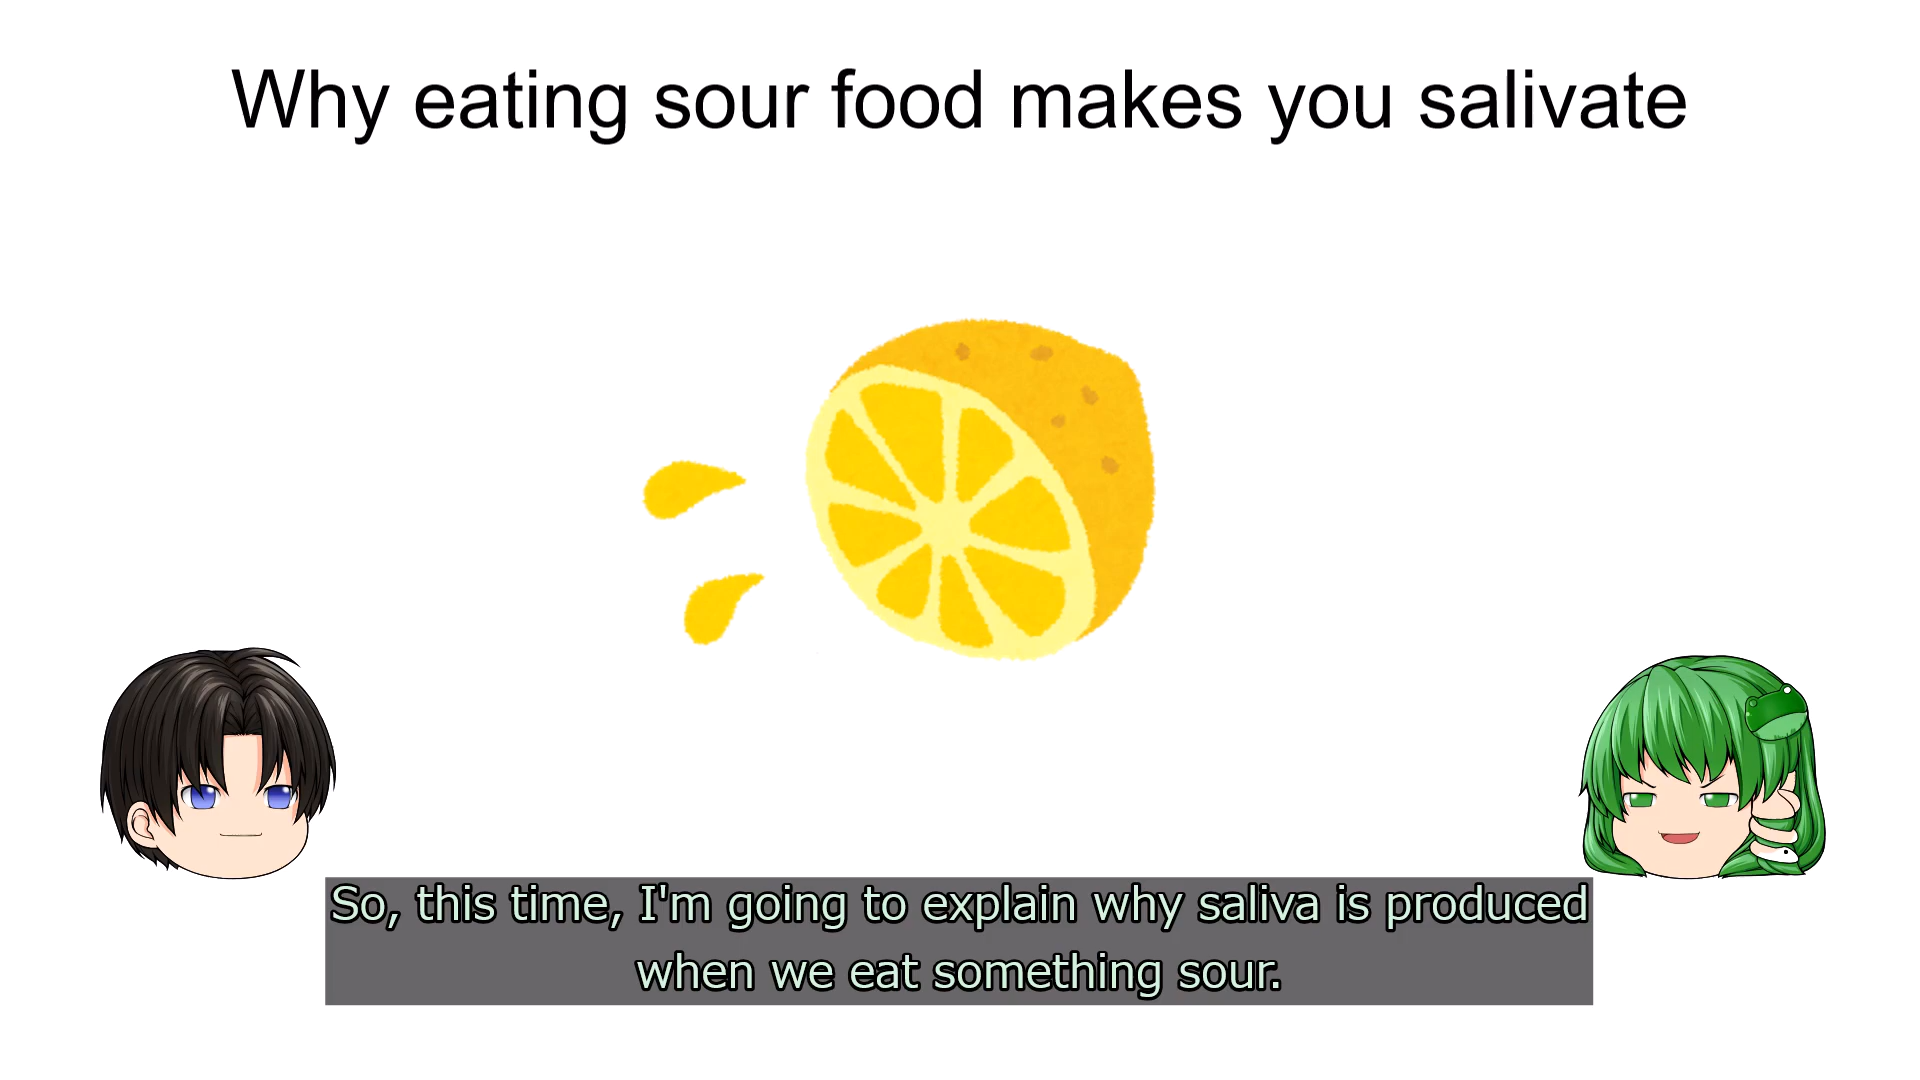 Why eating sour food makes you salivate
So, this time, I'm going to explain why saliva is produced
when we eat something sour.